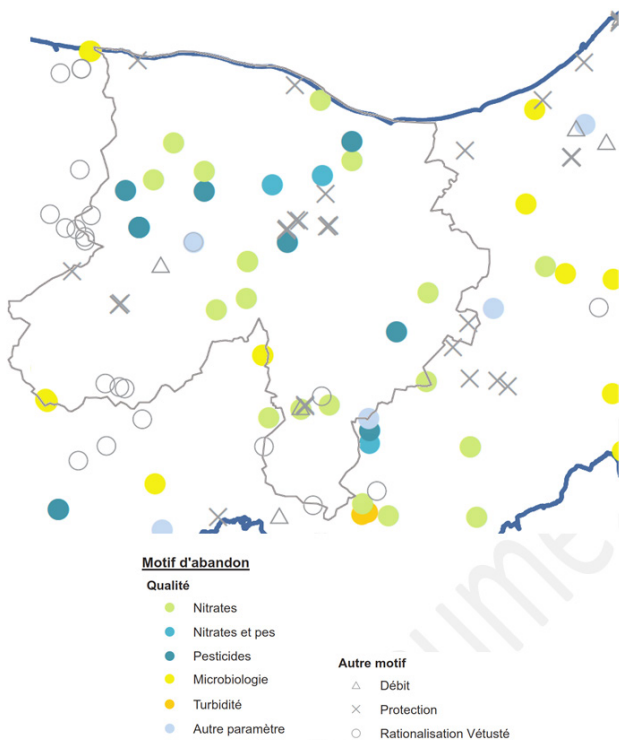 Motif d'abandon
Qualité
Nitrates
Nitrates et pes
Pesticides
Microbiologie
Turbidité
Autre paramètre
Autre motif
Débit
Protection
Rationalisation Vétusté